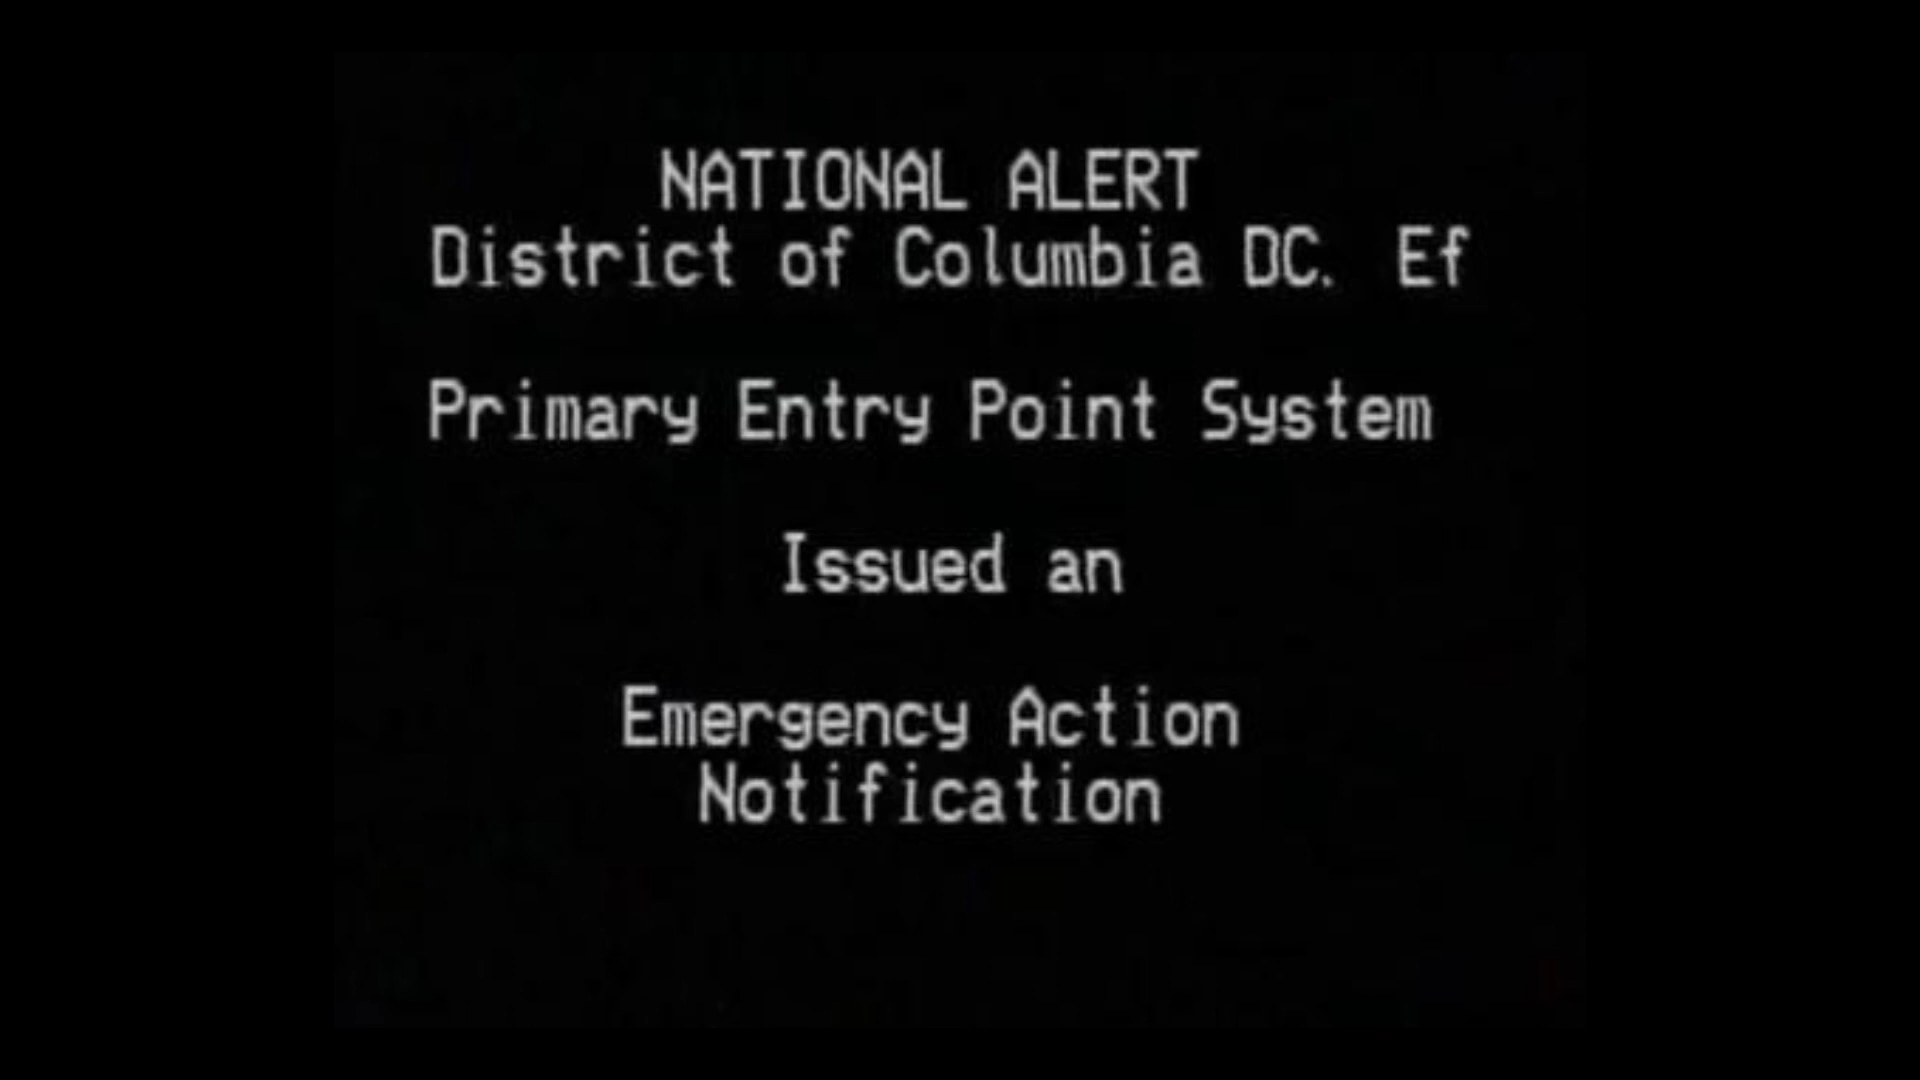 NATIONAL ALERT
District of Columbia DC. Ef
Primary Entry Point System
Issued an
Emergency Action
Notification